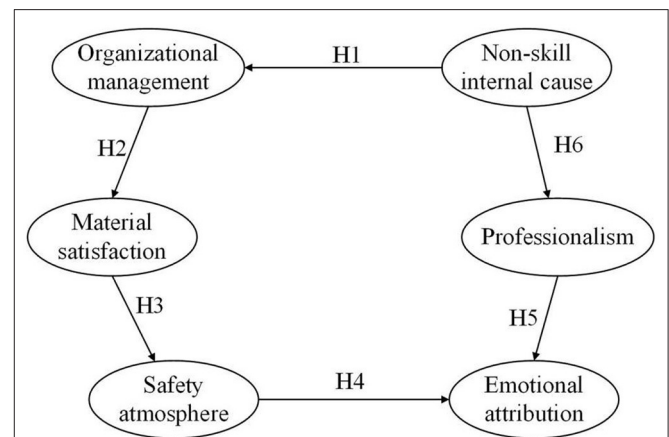 Organizational
management
H1
Non-skill
internal cause
H2
H6
Material
satisfaction
Professionalism
H3
H5
Safety
atmosphere
H4
Emotional
attribution